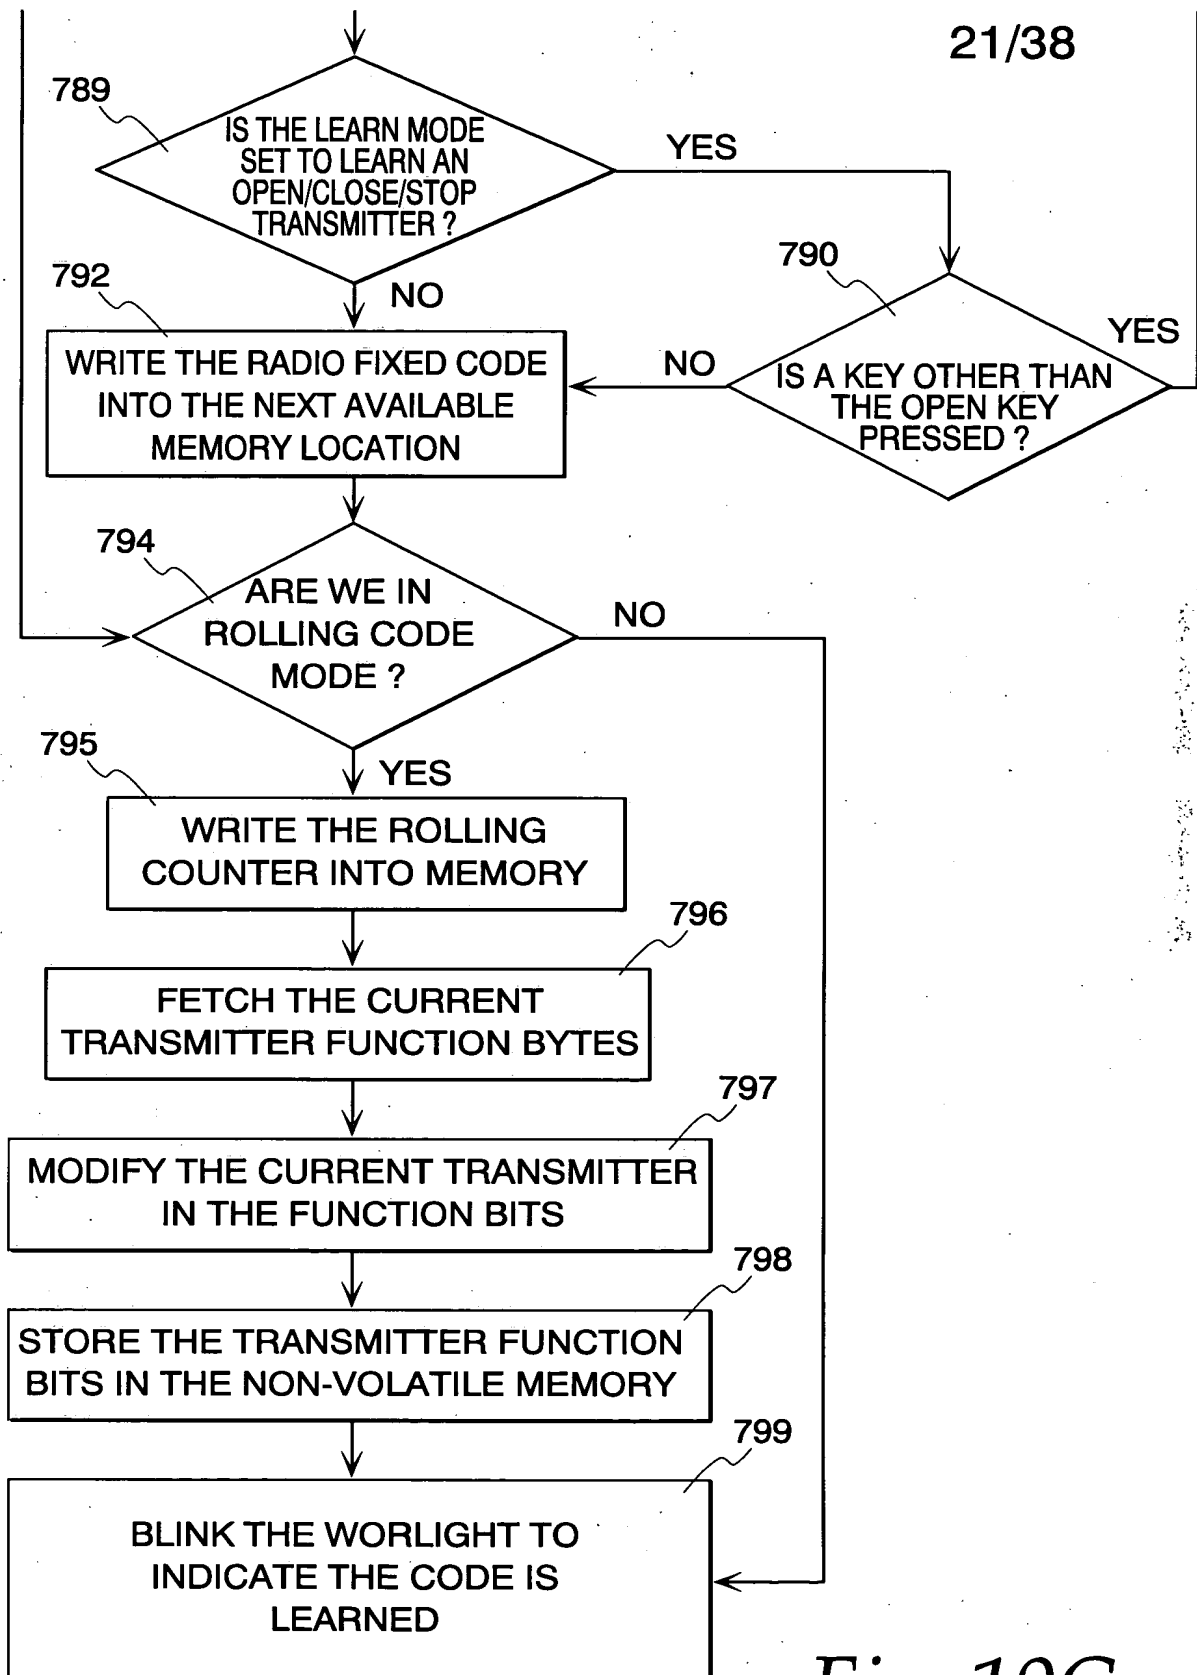 21/38
789
IS THE LEARN MODE
SET TO LEARN AN
OPEN/CLOSE/STOP
TRANSMITTER ?
YES
790
792
NO
WRITE THE RADIO FIXED CODE
INTO THE NEXT AVAILABLE
MEMORY LOCATION
NO
IS A KEY OTHER THAN
THE OPEN KEY
PRESSED ?
YES
794
ARE WE IN
ROLLING CODE
MODE ?
NO
795
YES
WRITE THE ROLLING
COUNTER INTO MEMORY
796
FETCH THE CURRENT
TRANSMITTER FUNCTION BYTES
797
MODIFY THE CURRENT TRANSMITTER
IN THE FUNCTION BITS
798
STORE THE TRANSMITTER FUNCTION
BITS IN THE NON-VOLATILE MEMORY
799
BLINK THE WORLIGHT TO
INDICATE THE CODE IS
LEARNED